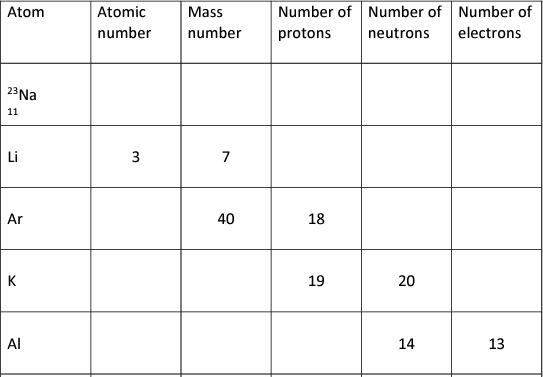 Atom Atomic number Mass number Number of protons Number of neutrons Number of electrons
²³Na
₁₁
Li 3 7
Ar 40 18
K 19 20
Al 14 13